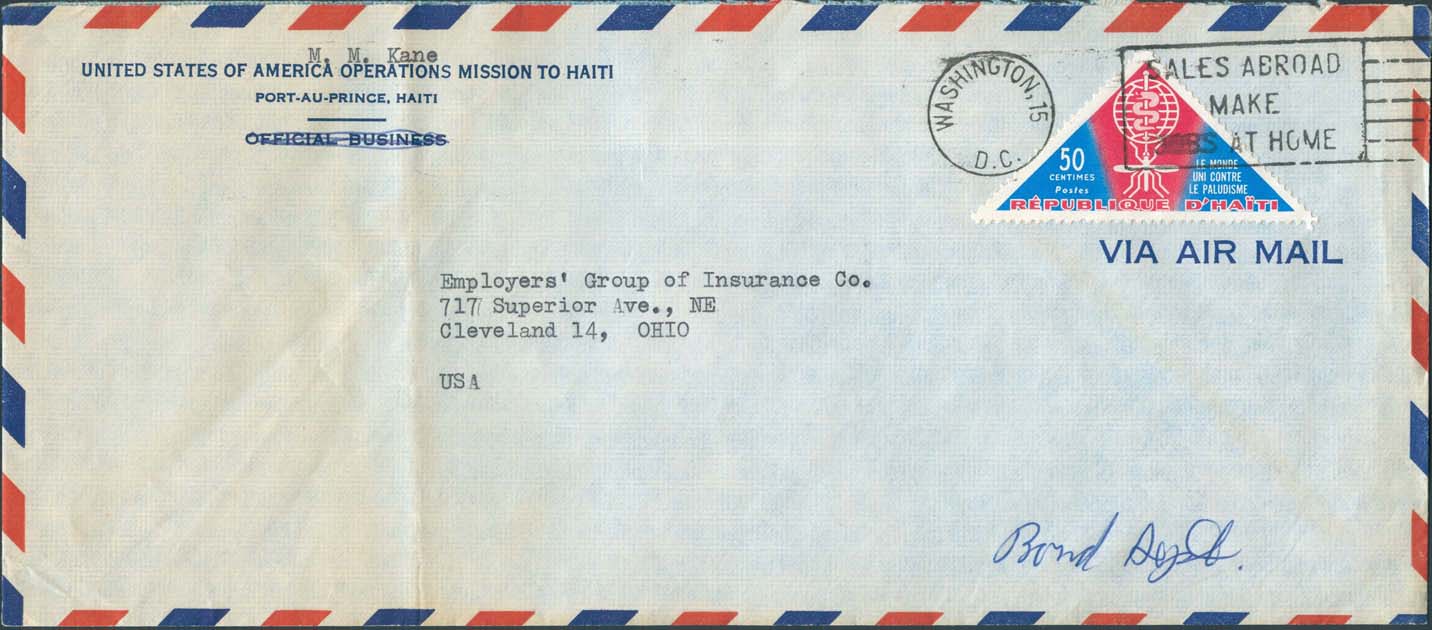 M. M. Kane
UNITED STATES OF AMERICA OPERATIONS MISSION TO HAITI
PORT-AU-PRINCE, HAITI
OFFICIAL BUSINESS
WASHINGTON, 15
D.C.
SALES ABROAD
MAKE
JOBS AT HOME
50
CENTIMES
Postes
LE MONDE
UNI CONTRE
LE PALUDISME
RÉPUBLIQUE D'HAÏTI
VIA AIR MAIL
Employers' Group of Insurance Co.
717 Superior Ave., NE
Cleveland 14, OHIO
USA
Bond Dept.